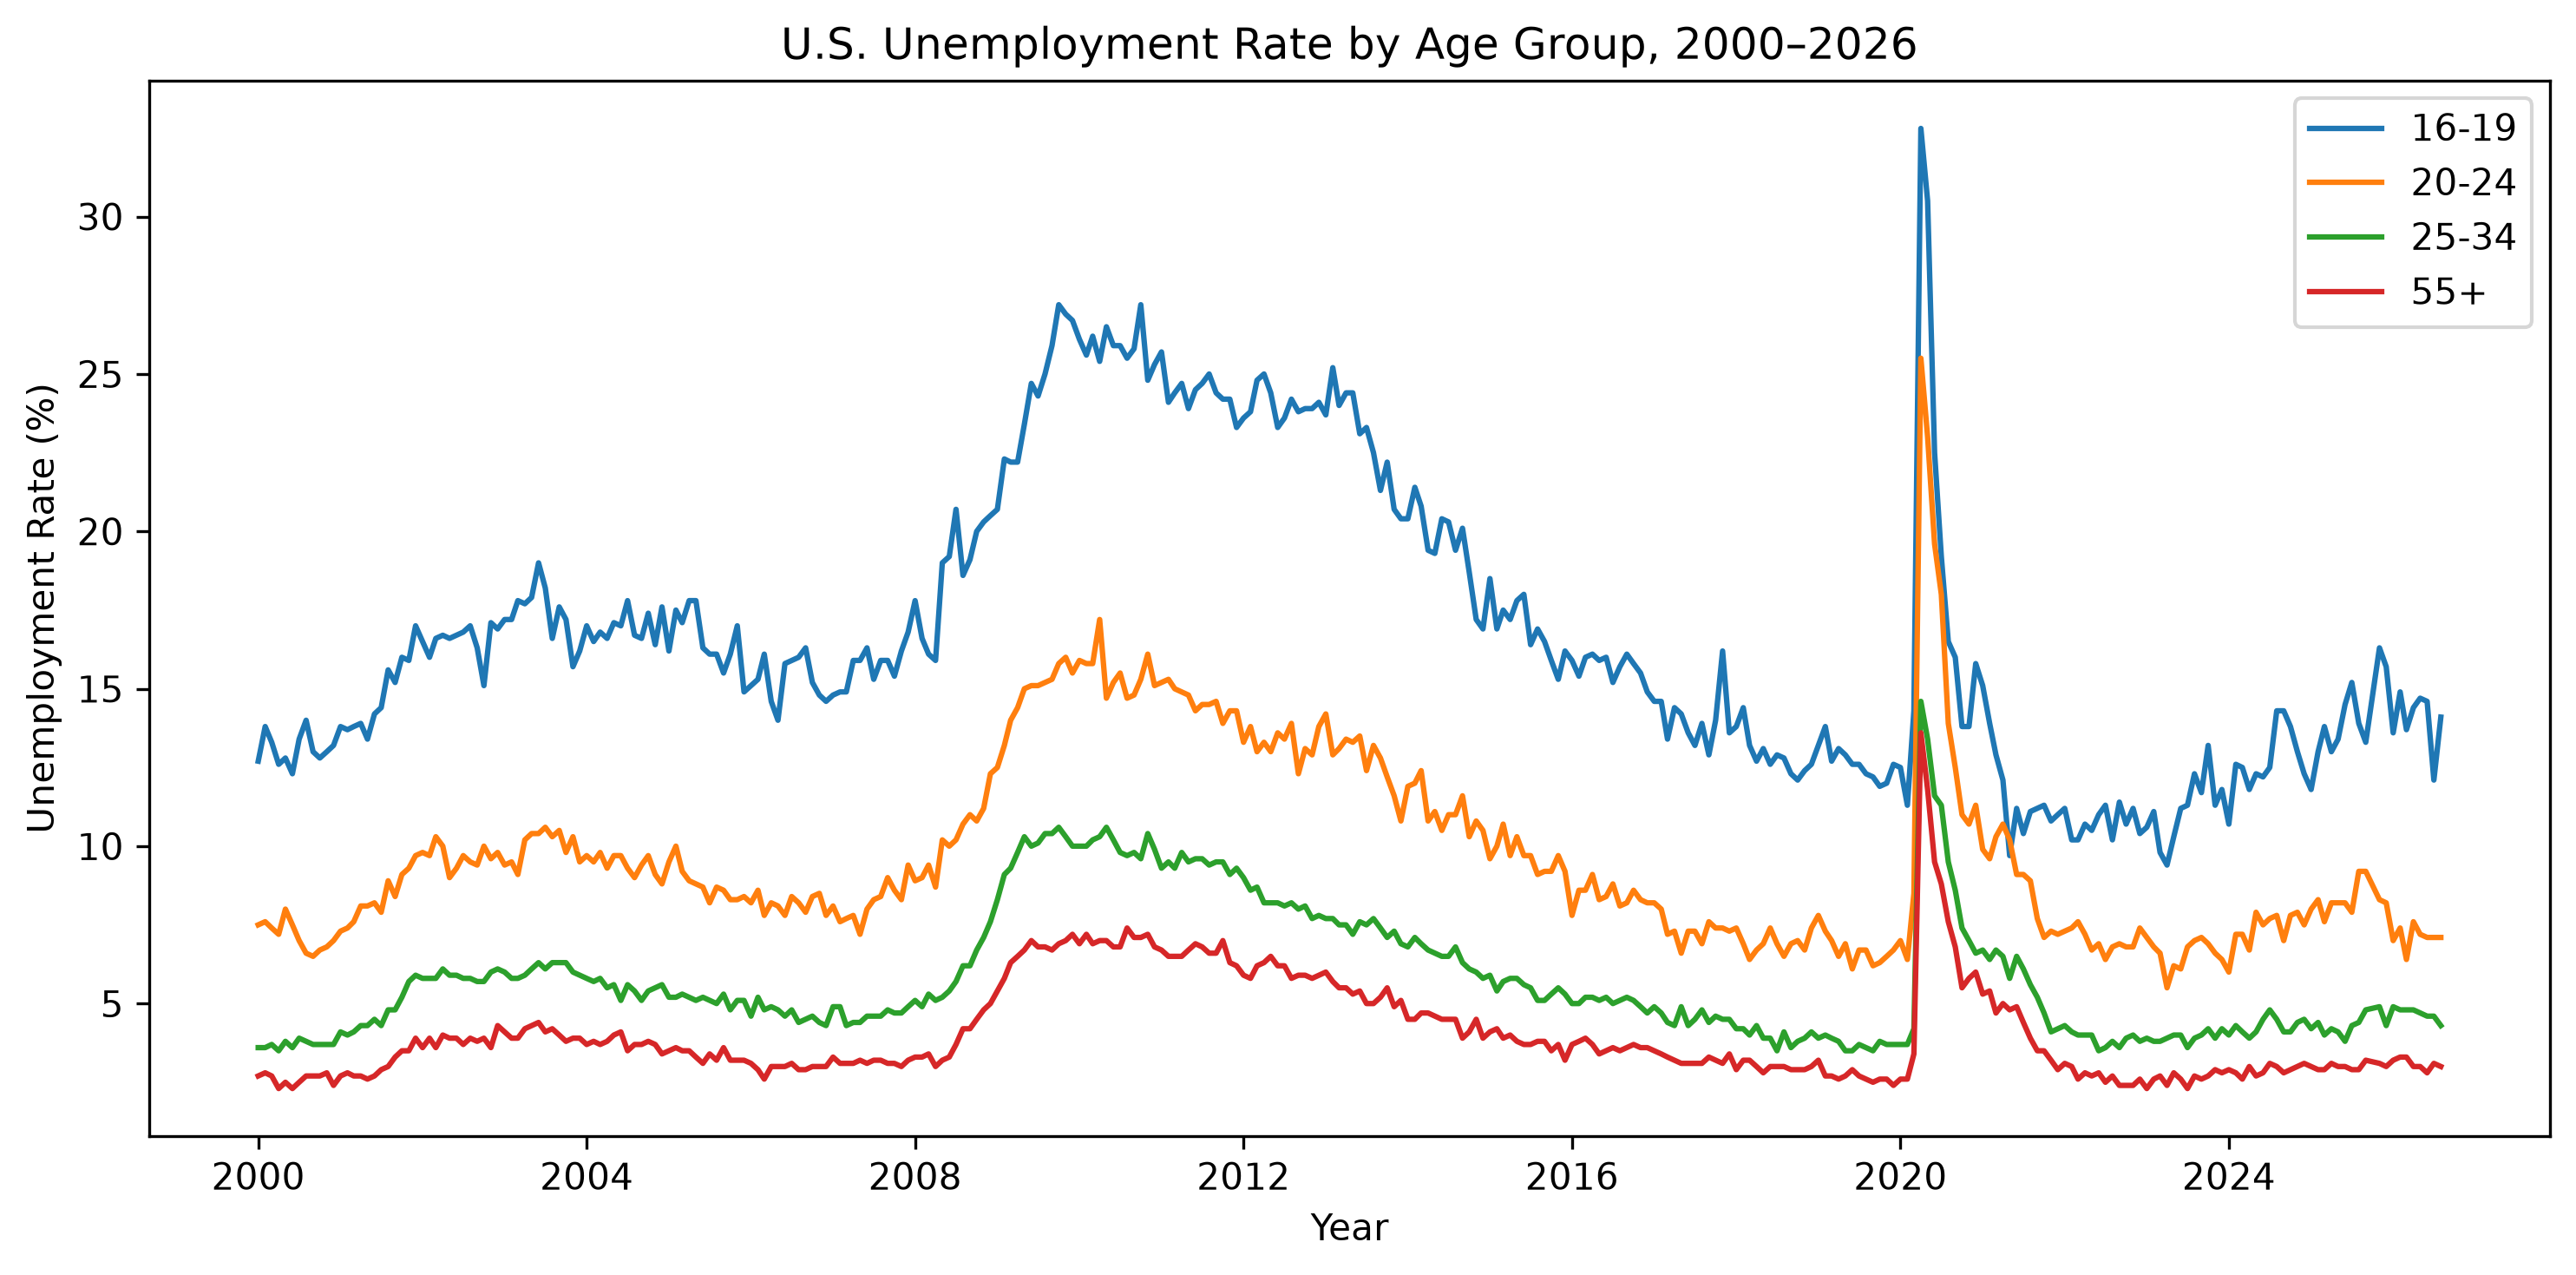 U.S. Unemployment Rate by Age Group, 2000–2026
16-19
20-24
25-34
55+
Unemployment Rate (%)
30
25
20
15
10
5
2000 2004 2008 2012 2016 2020 2024
Year